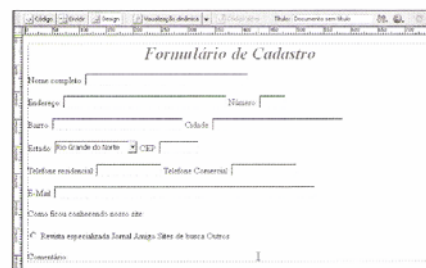 Código Dividir Design Visualização dinâmica Título: Documento sem título
Formulário de Cadastro
Nome completo
Endereço Número
Bairro Cidade
Estado Rio Grande do Norte CEP
Telefone residencial Telefone Comercial
E-Mail
Como ficou conhecendo nosso site
Revista especializada Jornal Amigo Sites de busca Outros
Comentário